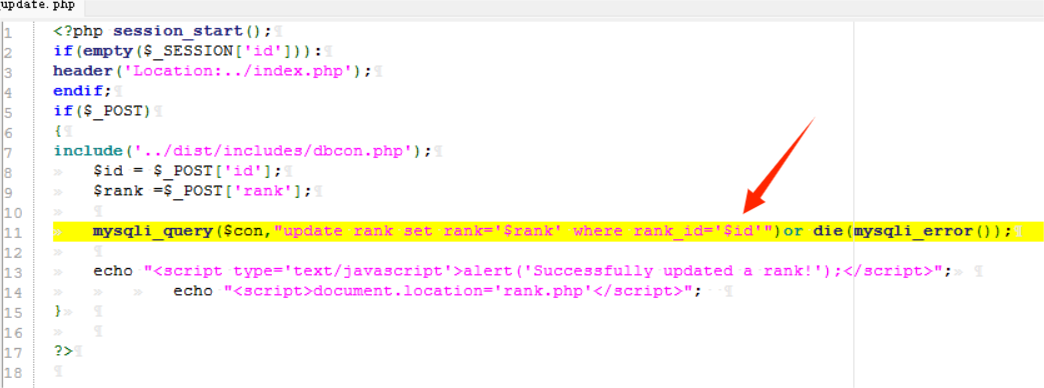 update.php
1 <?php session_start();
2 if(empty($_SESSION['id'])):
3 header('Location:../index.php');
4 endif;
5 if($_POST)
6 {
7 include('../dist/includes/dbcon.php');
8 $id = $_POST['id'];
9 $rank =$_POST['rank'];
10
11 mysqli_query($con,"update rank set rank='$rank' where rank_id='$id'")or die(mysqli_error());
12
13 echo "<script type='text/javascript'>alert('Successfully updated a rank!');</script>";
14 echo "<script>document.location='rank.php'</script>";
15 }
16
17 ?>
18